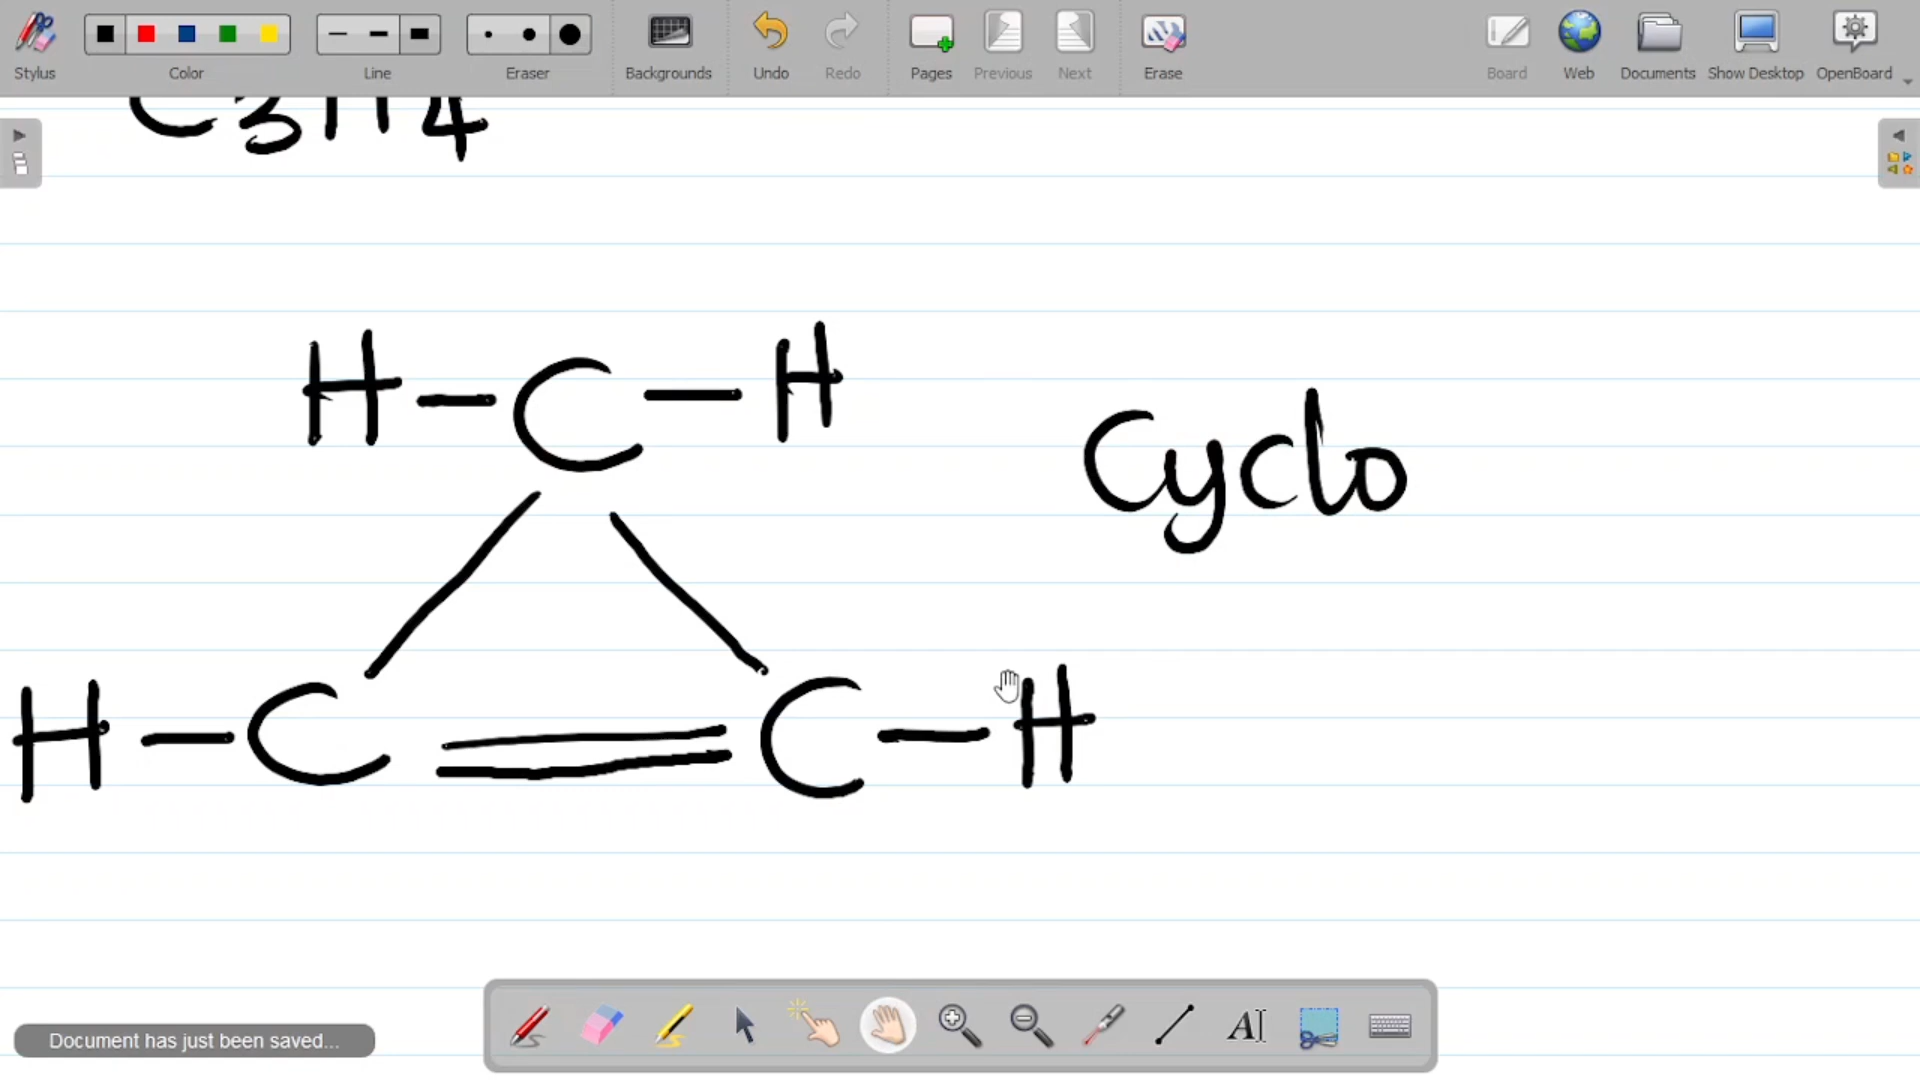 Stylus Color Line Eraser Backgrounds Undo Redo Pages Previous Next Erase Board Web Documents Show Desktop OpenBoard
C3H4
H-C-H
Cyclo
H-C=C-H
Document has just been saved...